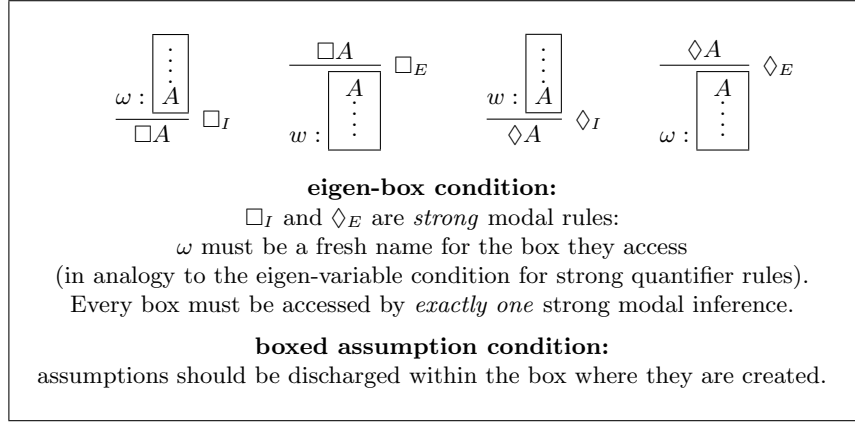 ω : ⋮ A □A □I
□A □E w : A ⋮
w : ⋮ A ◊A ◊I
◊A ◊E ω : A ⋮
eigen-box condition:
□I and ◊E are strong modal rules:
ω must be a fresh name for the box they access
(in analogy to the eigen-variable condition for strong quantifier rules).
Every box must be accessed by exactly one strong modal inference.
boxed assumption condition:
assumptions should be discharged within the box where they are created.